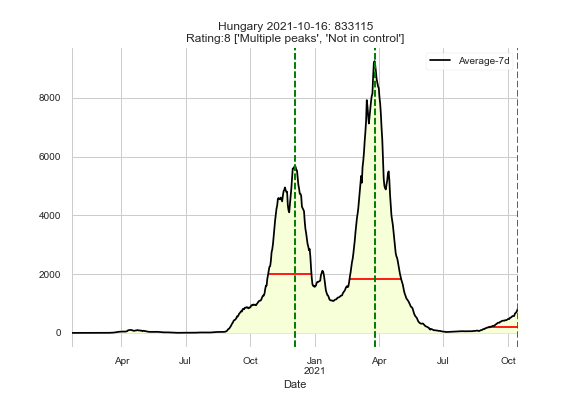 Hungary 2021-10-16: 833115
Rating:8 ['Multiple peaks', 'Not in control']
Average-7d
8000
6000
4000
2000
0
Apr
Jul
Oct
Jan
2021
Apr
Jul
Oct
Date